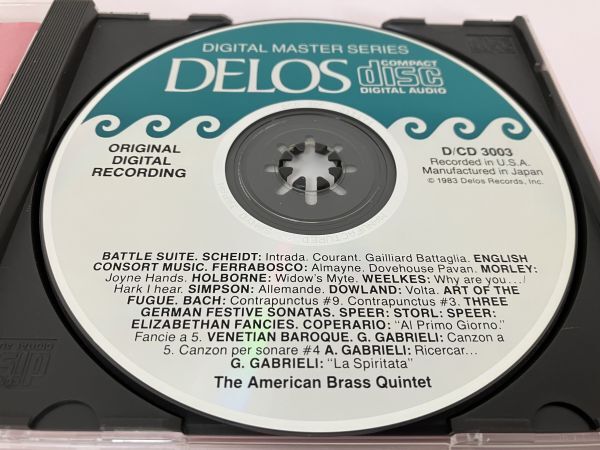 DIGITAL MASTER SERIES
DELOS
COMPACT
disc
DIGITAL AUDIO
ORIGINAL
DIGITAL
RECORDING
D/CD 3003
Recorded in U.S.A.
Manufactured in Japan
© 1983 Delos Records, Inc.
BATTLE SUITE. SCHEIDT: Intrada. Courant. Gailliard Battaglia. ENGLISH
CONSORT MUSIC. FERRABOSCO: Almayne. Dovehouse Pavan. MORLEY:
Joyne Hands. HOLBORNE: Widow's Myte. WEELKES: Why are you.../
Hark I hear. SIMPSON: Allemande. DOWLAND: Volta. ART OF THE
FUGUE. BACH: Contrapunctus #9. Contrapunctus #3. THREE
GERMAN FESTIVE SONATAS. SPEER: STORL: SPEER:
ELIZABETHAN FANCIES. COPERARIO: "Al Primo Giorno."
Fancie a 5. VENETIAN BAROQUE. G. GABRIELI: Canzon a
5. Canzon per sonare #4 A. GABRIELI: Ricercar...
G. GABRIELI: "La Spiritata"
The American Brass Quintet